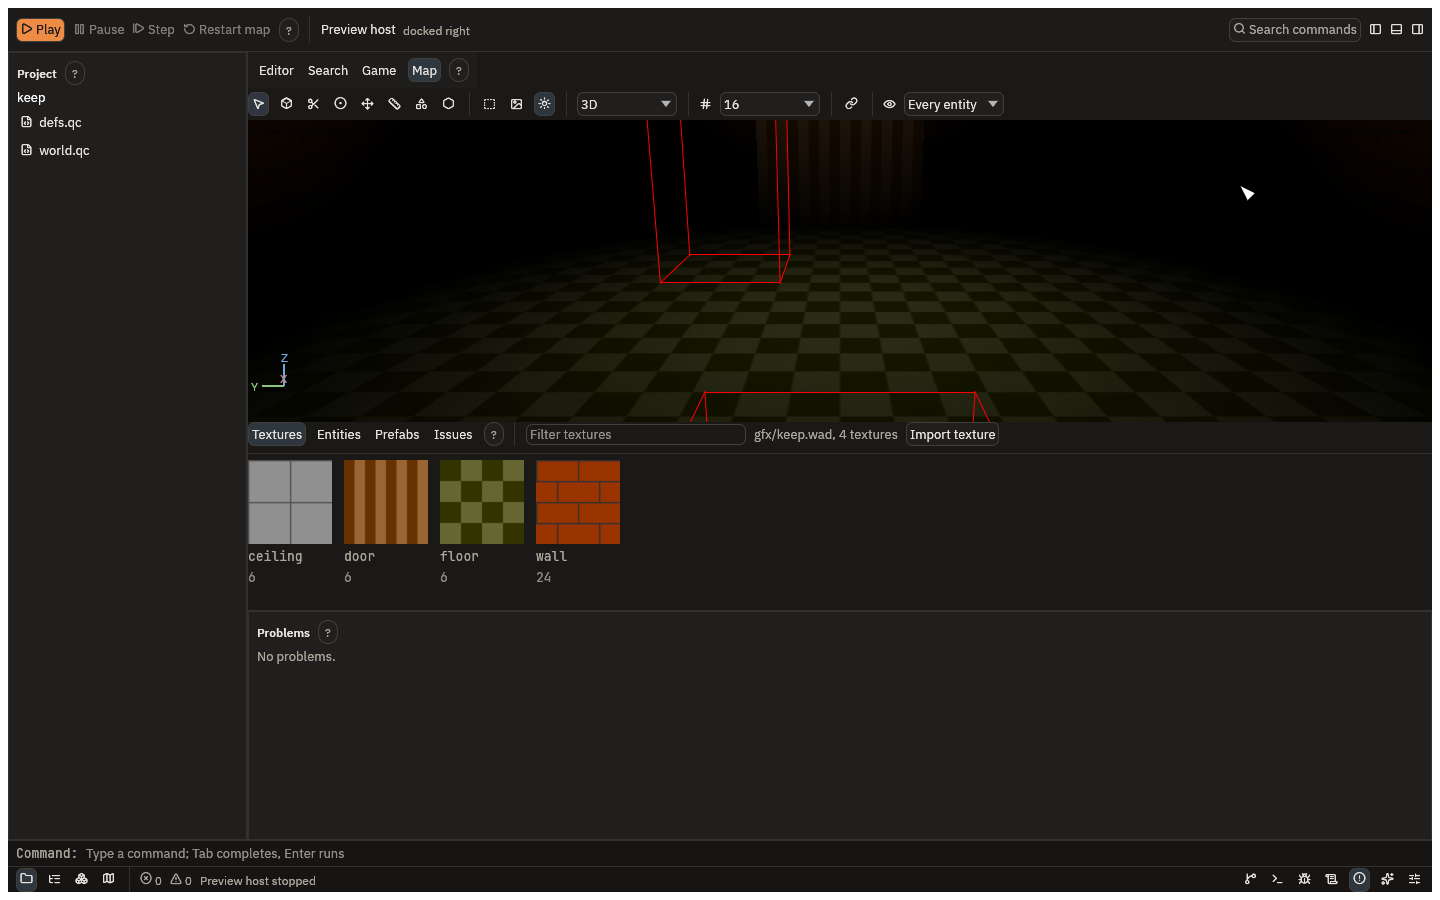 Play Pause Step Restart map ? Preview host docked right Search commands
Project ?
keep
defs.qc
world.qc
Editor Search Game Map ?
3D 16 Every entity
Z
X
Y
Textures Entities Prefabs Issues ? Filter textures gfx/keep.wad, 4 textures Import texture
ceiling door floor wall
6 6 6 24
Problems ?
No problems.
Command: Type a command; Tab completes, Enter runs
0 0 Preview host stopped